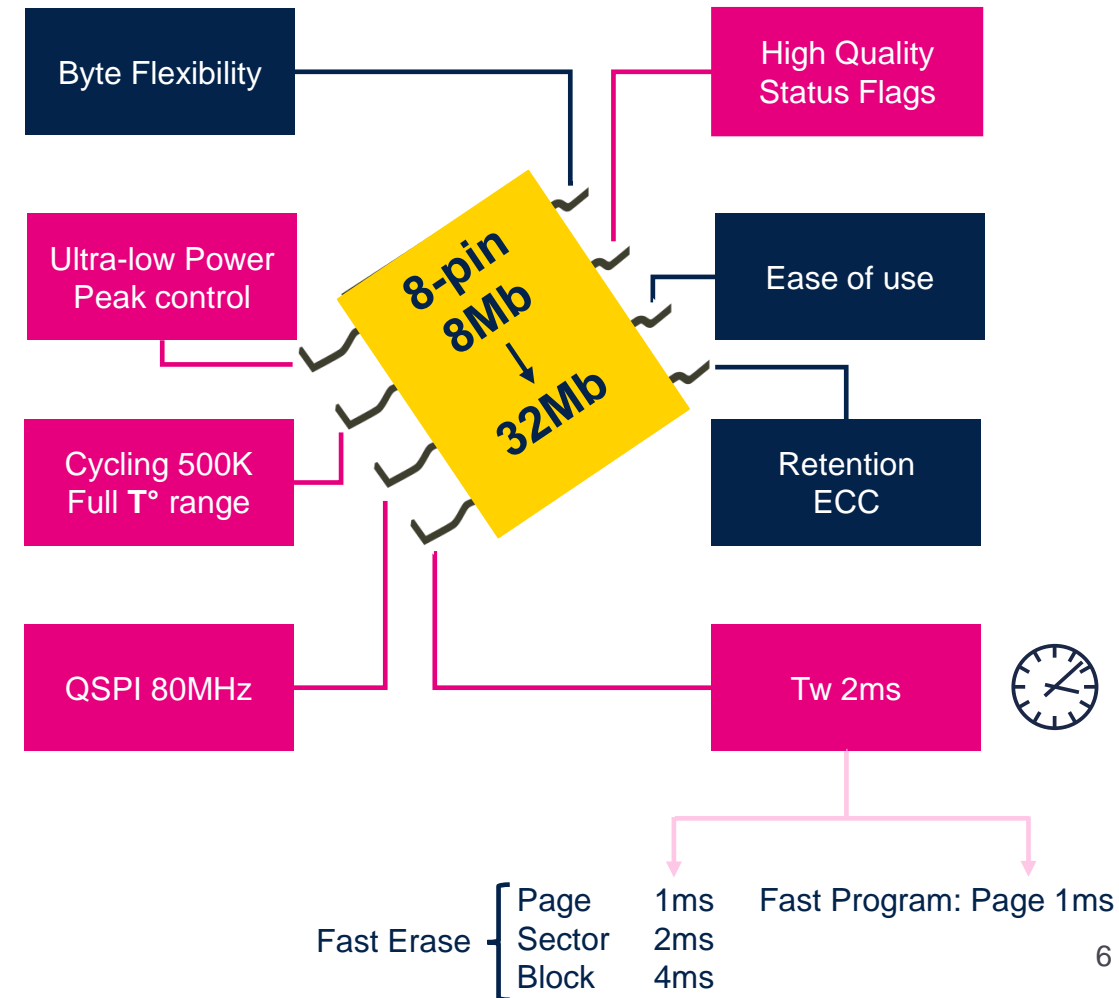 Byte Flexibility
High Quality
Status Flags
Ultra-low Power
Peak control
8-pin
8Mb
32Mb
Ease of use
Cycling 500K
Full T° range
Retention
ECC
QSPI 80MHz
Tw 2ms
Fast Erase
Page 1ms
Sector 2ms
Block 4ms
Fast Program: Page 1ms
6